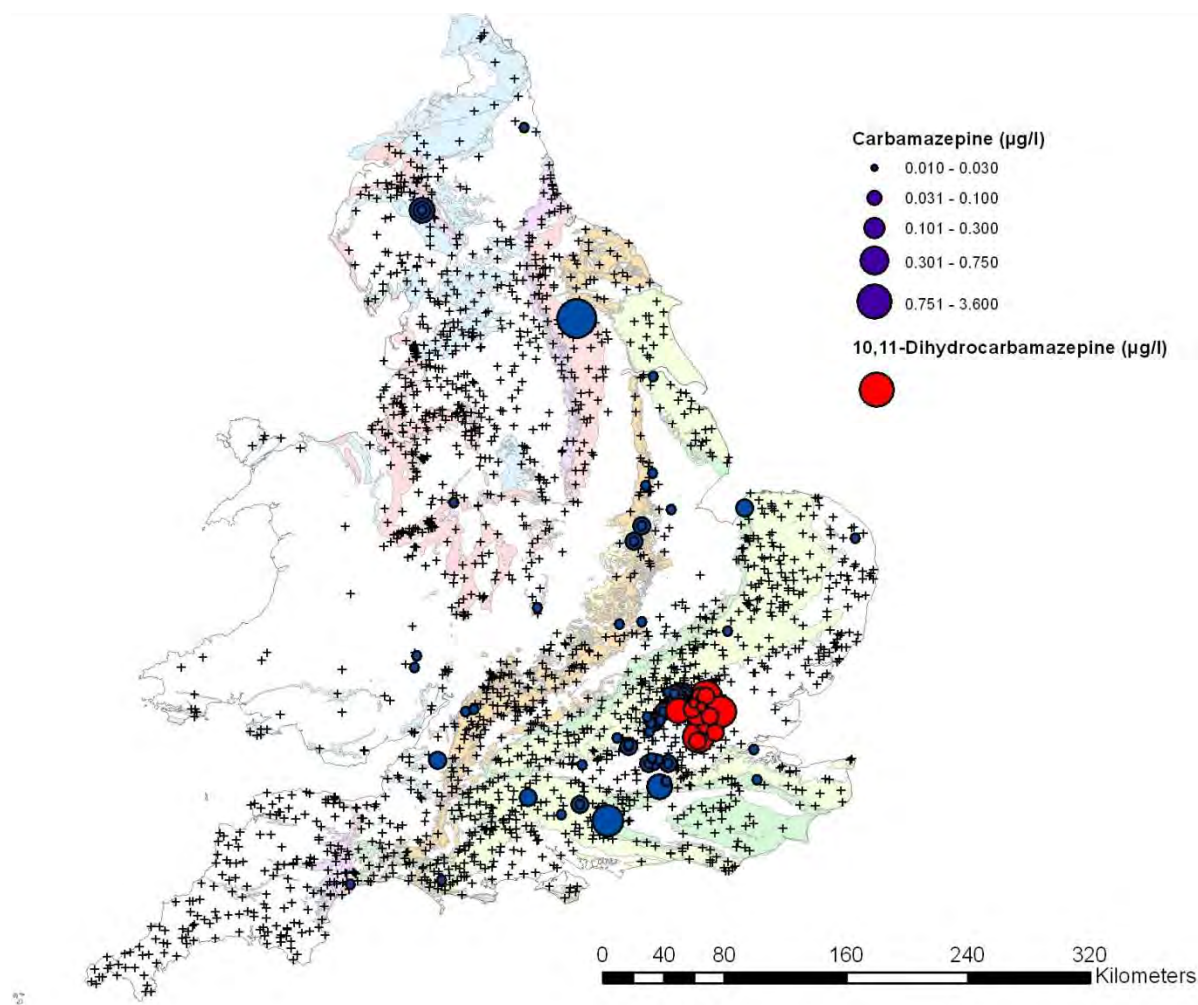 Carbamazepine (µg/l)
0.010 - 0.030
0.031 - 0.100
0.101 - 0.300
0.301 - 0.750
0.751 - 3.600
10,11-Dihydrocarbamazepine (µg/l)
0 40 80 160 240 320
Kilometers